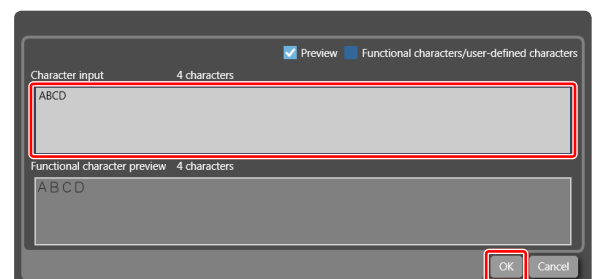 Preview Functional characters/user-defined characters
Character input 4 characters
ABCD
Functional character preview 4 characters
ABCD
OK Cancel